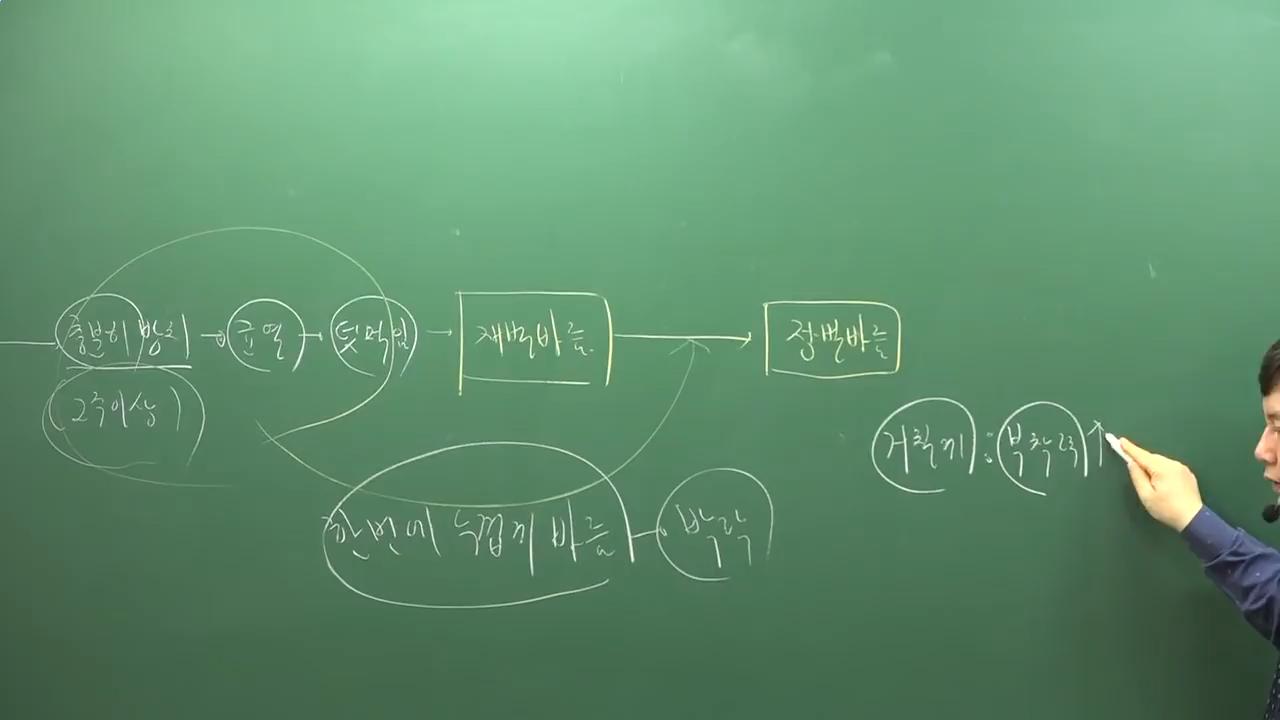 충분히 방치 → 균열 → 덧먹임 → 재벌바름 → 정벌바름
(2주이상)
거칠게 : 부착력 ↑
한번에 두껍게 바름 - 박락